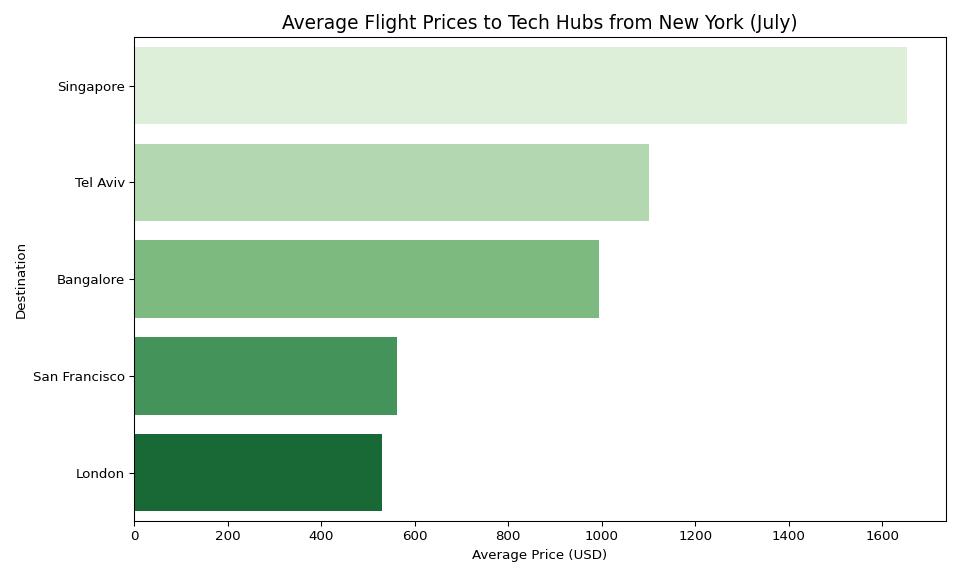 Average Flight Prices to Tech Hubs from New York (July)
Singapore
Tel Aviv
Bangalore
San Francisco
London
Destination
0 200 400 600 800 1000 1200 1400 1600
Average Price (USD)